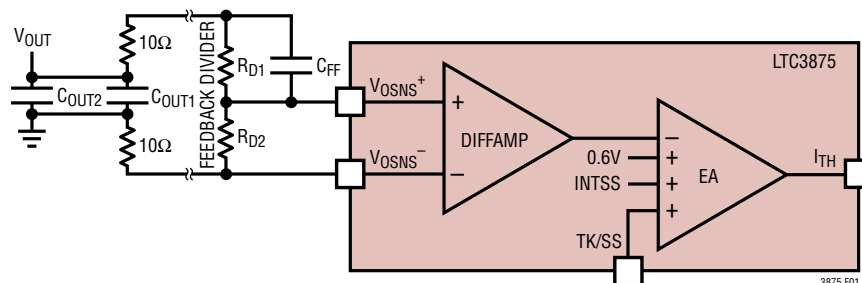 LTC3875
VOUT
10Ω
COUT2
COUT1
10Ω
FEEDBACK DIVIDER
RD1
CFF
RD2
VOSNS+
VOSNS–
+
DIFFAMP
–
–
0.6V
+
INTSS
+
EA
+
TK/SS
ITH
3875 F01